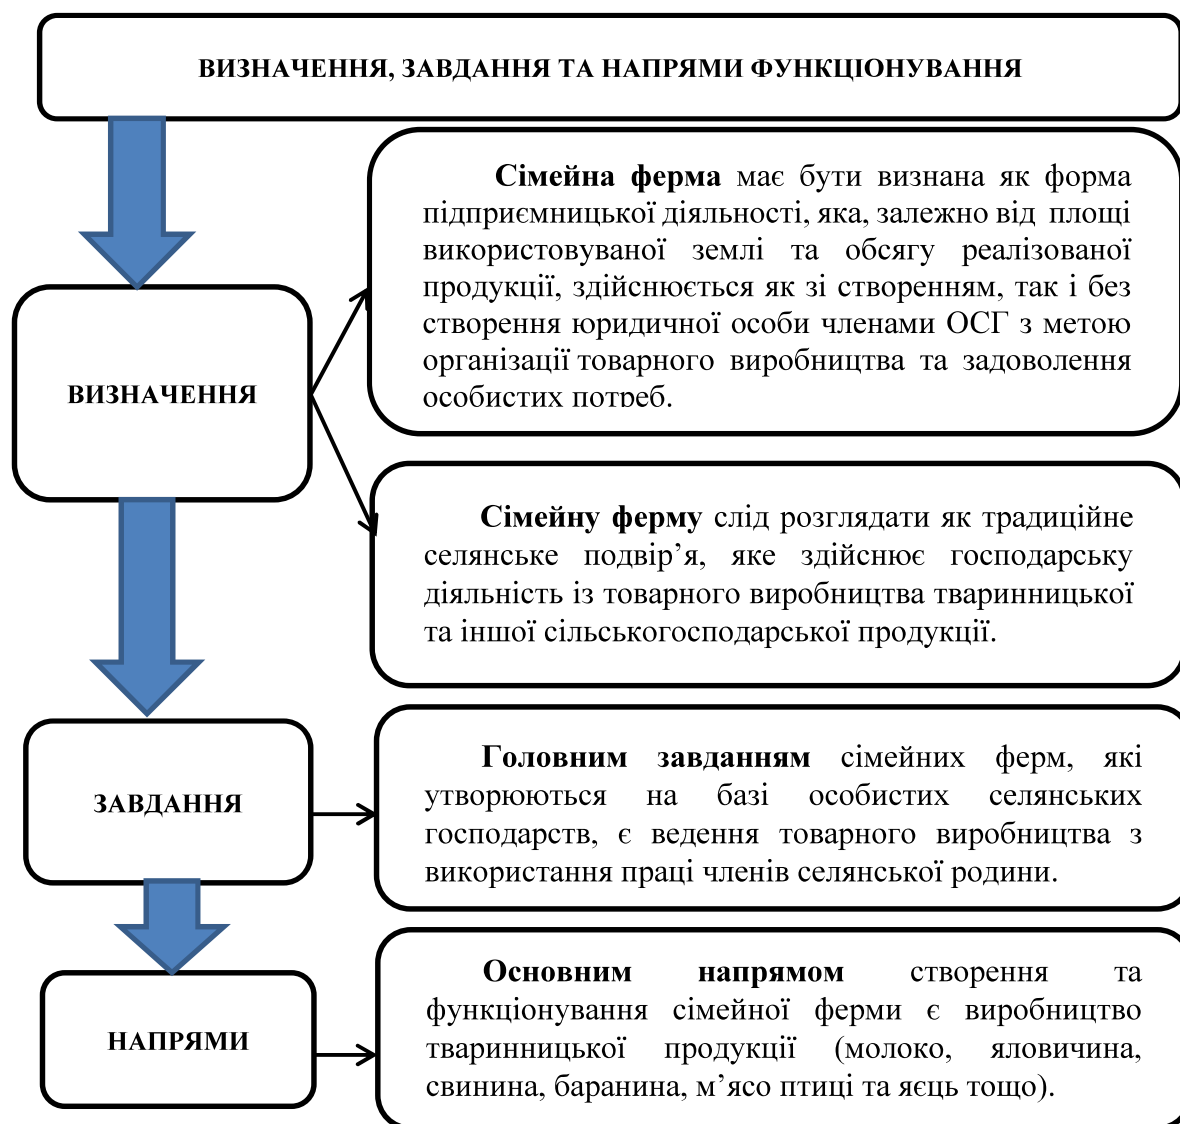 ВИЗНАЧЕННЯ, ЗАВДАННЯ ТА НАПРЯМИ ФУНКЦІОНУВАННЯ
ВИЗНАЧЕННЯ
Сімейна ферма має бути визнана як форма
підприємницької діяльності, яка, залежно від площі
використовуваної землі та обсягу реалізованої
продукції, здійснюється як зі створенням, так і без
створення юридичної особи членами ОСГ з метою
організації товарного виробництва та задоволення
особистих потреб.
Сімейну ферму слід розглядати як традиційне
селянське подвір’я, яке здійснює господарську
діяльність із товарного виробництва тваринницької
та іншої сільськогосподарської продукції.
ЗАВДАННЯ
Головним завданням сімейних ферм, які
утворюються на базі особистих селянських
господарств, є ведення товарного виробництва з
використання праці членів селянської родини.
НАПРЯМИ
Основним напрямом створення та
функціонування сімейної ферми є виробництво
тваринницької продукції (молоко, яловичина,
свинина, баранина, м’ясо птиці та яєць тощо).